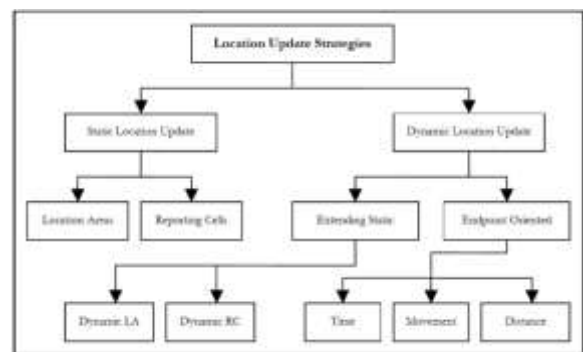 Location Update Strategies
Static Location Update
Dynamic Location Update
Location Areas
Reporting Cells
Extending Static
Endpoint Oriented
Dynamic LA
Dynamic RC
Time
Movement
Distance